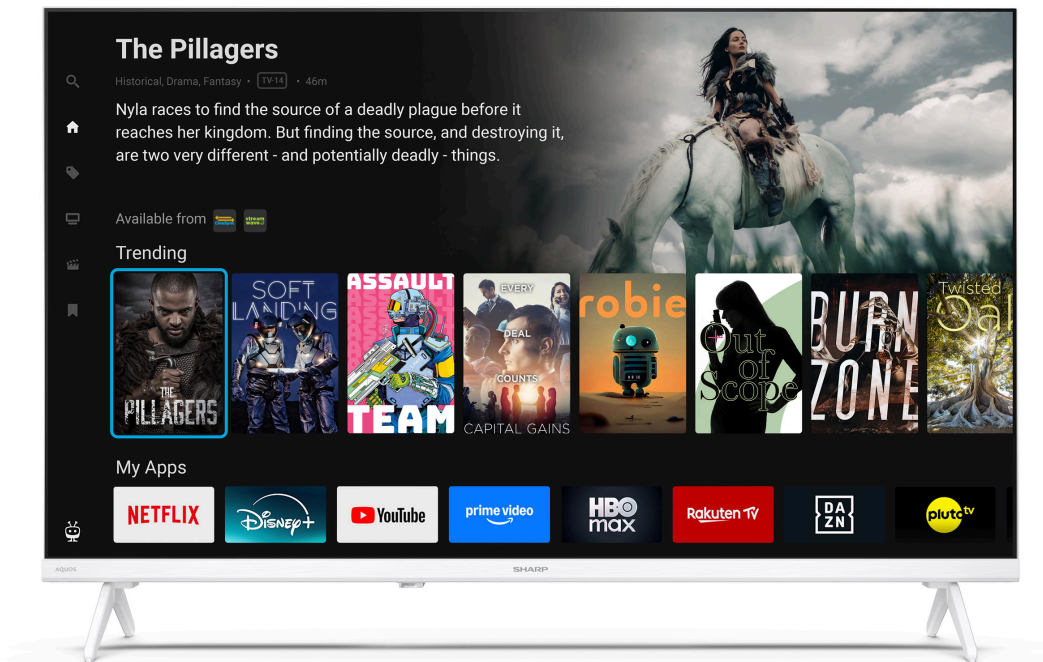 The Pillagers
Historical, Drama, Fantasy • TV-14 • 46m
Nyla races to find the source of a deadly plague before it
reaches her kingdom. But finding the source, and destroying it,
are two very different - and potentially deadly - things.
Available from
stream
wave
Trending
THE
PILLAGERS
SOFT
LANDING
ASSAULT
TEAM
EVERY
DEAL
COUNTS
CAPITAL GAINS
robie
Out
of
Scope
BURN
ZONE
Twisted
Oak
My Apps
NETFLIX
Disney+
YouTube
prime video
HBO
max
Rakuten TV
DA
ZN
pluto tv
AQUOS
SHARP